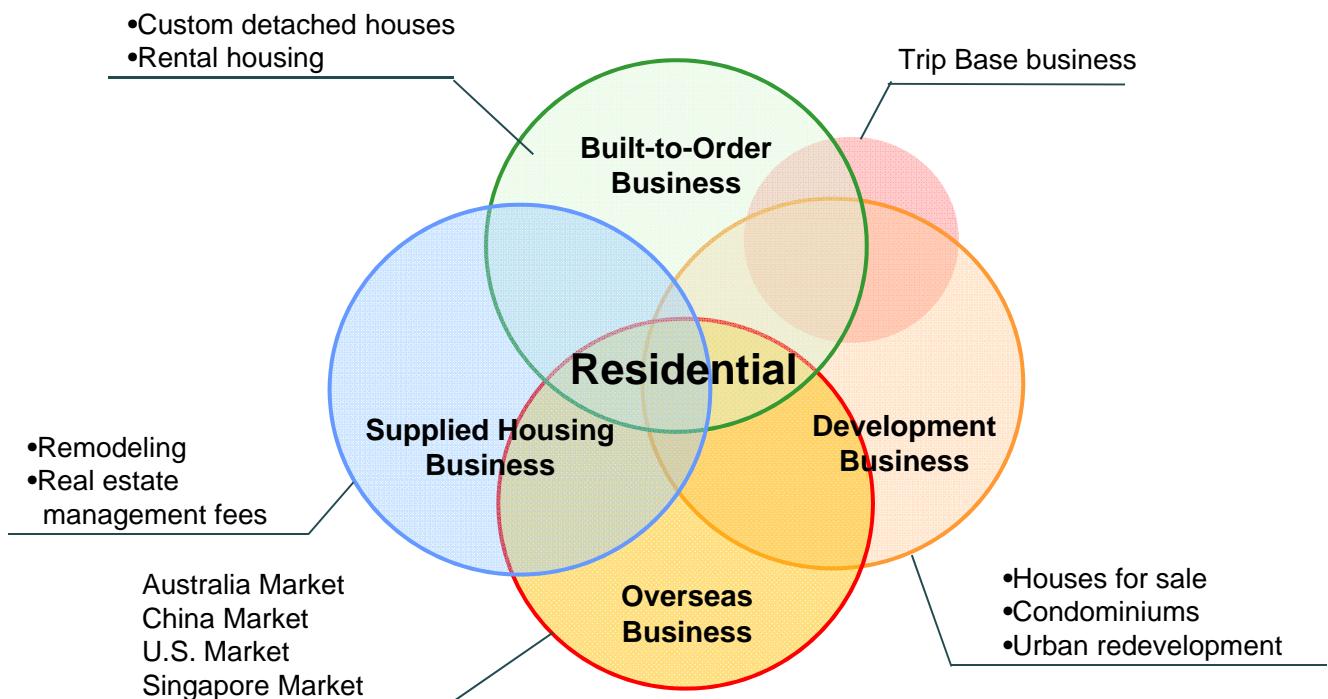 •Custom detached houses
•Rental housing
Trip Base business
Built-to-Order
Business
Residential
Supplied Housing
Business
Development
Business
•Remodeling
•Real estate
management fees
Overseas
Business
Australia Market
China Market
U.S. Market
Singapore Market
•Houses for sale
•Condominiums
•Urban redevelopment